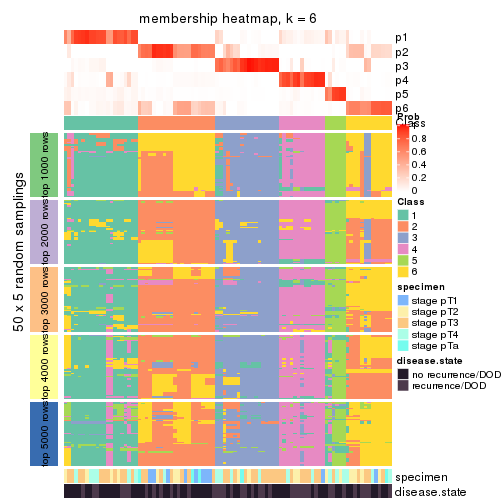 membership heatmap, k = 6
p1
p2
p3
p4
p5
p6
Prob
Class
0.8
0.6
0.4
0.2
0
Class
1
2
3
4
5
6
specimen
stage pT1
stage pT2
stage pT3
stage pT4
stage pTa
disease.state
no recurrence/DOD
recurrence/DOD
50 x 5 random samplings
top 1000 rows
top 2000 rows
top 3000 rows
top 4000 rows
top 5000 rows
specimen
disease.state